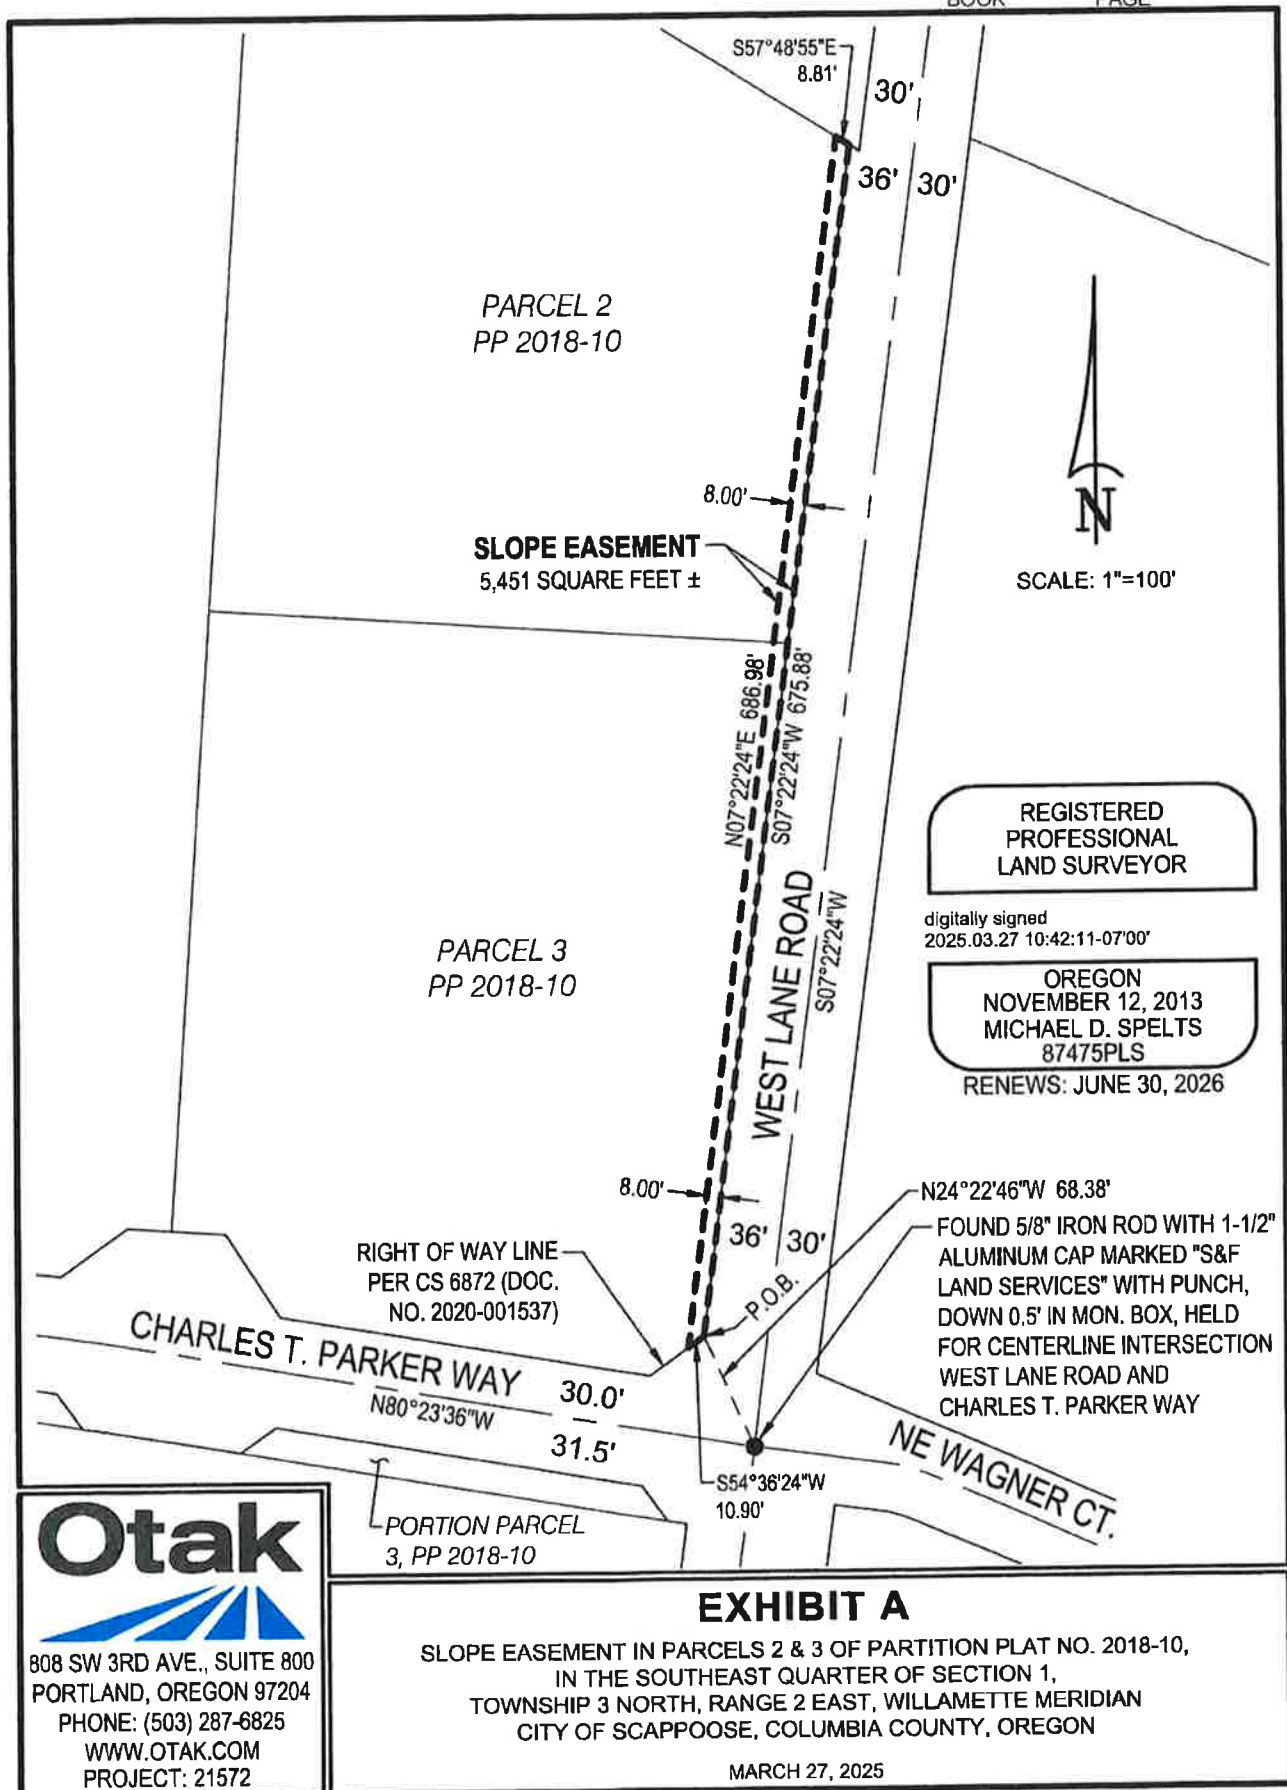 BOOK PAGE
S57°48'55"E
8.81'
30'
36' 30'
PARCEL 2
PP 2018-10
8.00'
SLOPE EASEMENT
5,451 SQUARE FEET ±
N
SCALE: 1"=100'
N07°22'24"E 686.98'
S07°22'24"W 675.88'
REGISTERED
PROFESSIONAL
LAND SURVEYOR
digitally signed
2025.03.27 10:42:11-07'00'
OREGON
NOVEMBER 12, 2013
MICHAEL D. SPELTS
87475PLS
RENEWS: JUNE 30, 2026
PARCEL 3
PP 2018-10
WEST LANE ROAD
S07°22'24"W
8.00'
36' 30'
N24°22'46"W 68.38'
FOUND 5/8" IRON ROD WITH 1-1/2"
ALUMINUM CAP MARKED "S&F
LAND SERVICES" WITH PUNCH,
DOWN 0.5' IN MON. BOX, HELD
FOR CENTERLINE INTERSECTION
WEST LANE ROAD AND
CHARLES T. PARKER WAY
RIGHT OF WAY LINE
PER CS 6872 (DOC.
NO. 2020-001537)
P.O.B.
CHARLES T. PARKER WAY
N80°23'36"W
30.0'
31.5'
NE WAGNER CT.
S54°36'24"W
10.90'
PORTION PARCEL
3, PP 2018-10
Otak
808 SW 3RD AVE., SUITE 800
PORTLAND, OREGON 97204
PHONE: (503) 287-6825
WWW.OTAK.COM
PROJECT: 21572
EXHIBIT A
SLOPE EASEMENT IN PARCELS 2 & 3 OF PARTITION PLAT NO. 2018-10,
IN THE SOUTHEAST QUARTER OF SECTION 1,
TOWNSHIP 3 NORTH, RANGE 2 EAST, WILLAMETTE MERIDIAN
CITY OF SCAPPOOSE, COLUMBIA COUNTY, OREGON
MARCH 27, 2025